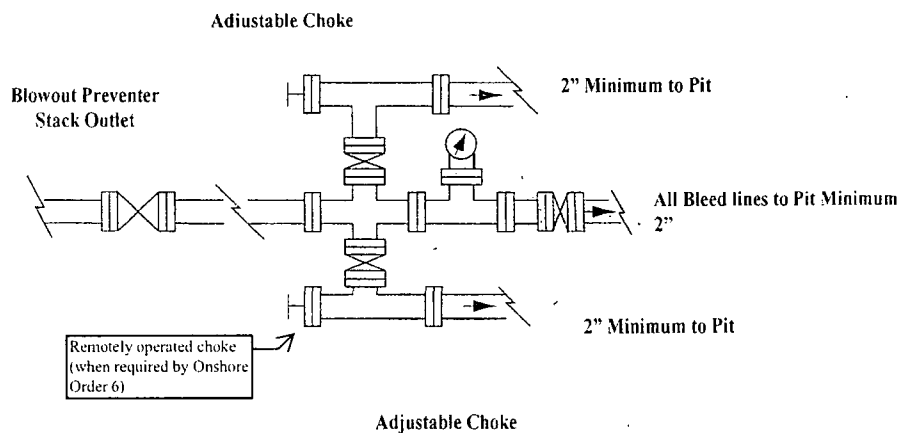 Adjustable Choke
2” Minimum to Pit
Blowout Preventer
Stack Outlet
All Bleed lines to Pit Minimum
2”
2” Minimum to Pit
Remotely operated choke
(when required by Onshore
Order 6)
Adjustable Choke